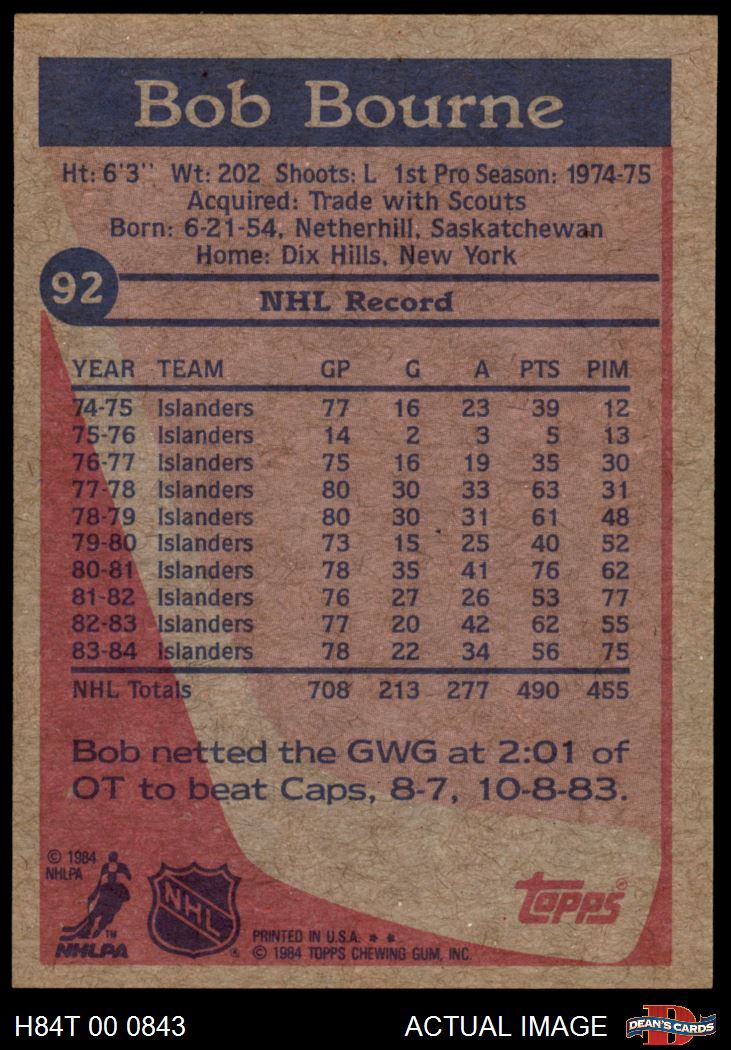 Bob Bourne
Ht: 6'3'' Wt: 202 Shoots: L 1st Pro Season: 1974-75
Acquired: Trade with Scouts
Born: 6-21-54, Netherhill, Saskatchewan
Home: Dix Hills, New York
92
NHL Record
YEAR TEAM GP G A PTS PIM
74-75 Islanders 77 16 23 39 12
75-76 Islanders 14 2 3 5 13
76-77 Islanders 75 16 19 35 30
77-78 Islanders 80 30 33 63 31
78-79 Islanders 80 30 31 61 48
79-80 Islanders 73 15 25 40 52
80-81 Islanders 78 35 41 76 62
81-82 Islanders 76 27 26 53 77
82-83 Islanders 77 20 42 62 55
83-84 Islanders 78 22 34 56 75
NHL Totals 708 213 277 490 455
Bob netted the GWG at 2:01 of
OT to beat Caps, 8-7, 10-8-83.
© 1984
NHLPA
TM
NHLPA
NHL
®
PRINTED IN U.S.A. * *
© 1984 TOPPS CHEWING GUM, INC.
topps®
H84T 00 0843
ACTUAL IMAGE
D
DEAN'S CARDS